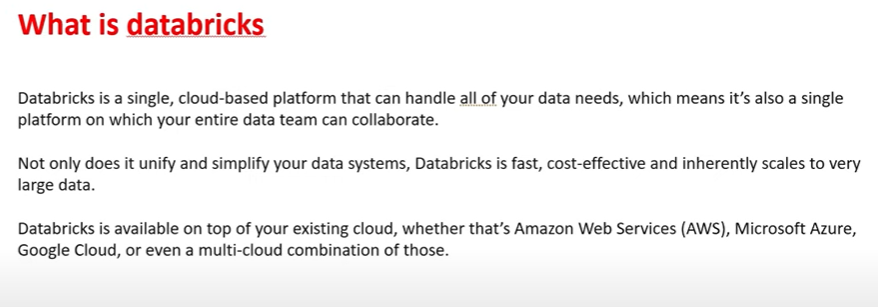 What is databricks
Databricks is a single, cloud-based platform that can handle all of your data needs, which means it's also a single
platform on which your entire data team can collaborate.
Not only does it unify and simplify your data systems, Databricks is fast, cost-effective and inherently scales to very
large data.
Databricks is available on top of your existing cloud, whether that's Amazon Web Services (AWS), Microsoft Azure,
Google Cloud, or even a multi-cloud combination of those.